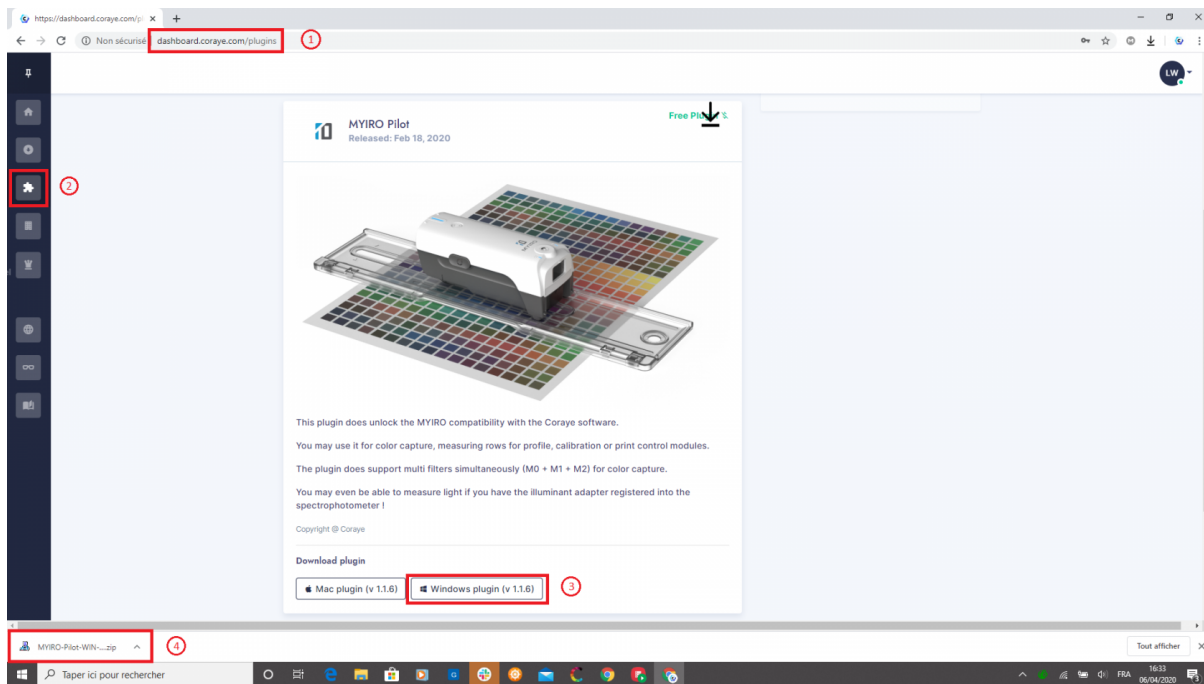 https://dashboard.coraye.com/pl
Non sécurisé dashboard.coraye.com/plugins
1
LW
MYIRO Pilot
Released: Feb 18, 2020
Free
2
This plugin does unlock the MYIRO compatibility with the Coraye software.
You may use it for color capture, measuring rows for profile, calibration or print control modules.
The plugin does support multi filters simultaneously (M0 + M1 + M2) for color capture.
You may even be able to measure light if you have the illuminant adapter registered into the
spectrophotometer !
Copyright @ Coraye
Download plugin
Mac plugin (v 1.1.6)
Windows plugin (v 1.1.6)
3
MYIRO-Pilot-WIN-....zip
4
Tout afficher
Taper ici pour rechercher
FRA
16:33
06/04/2020